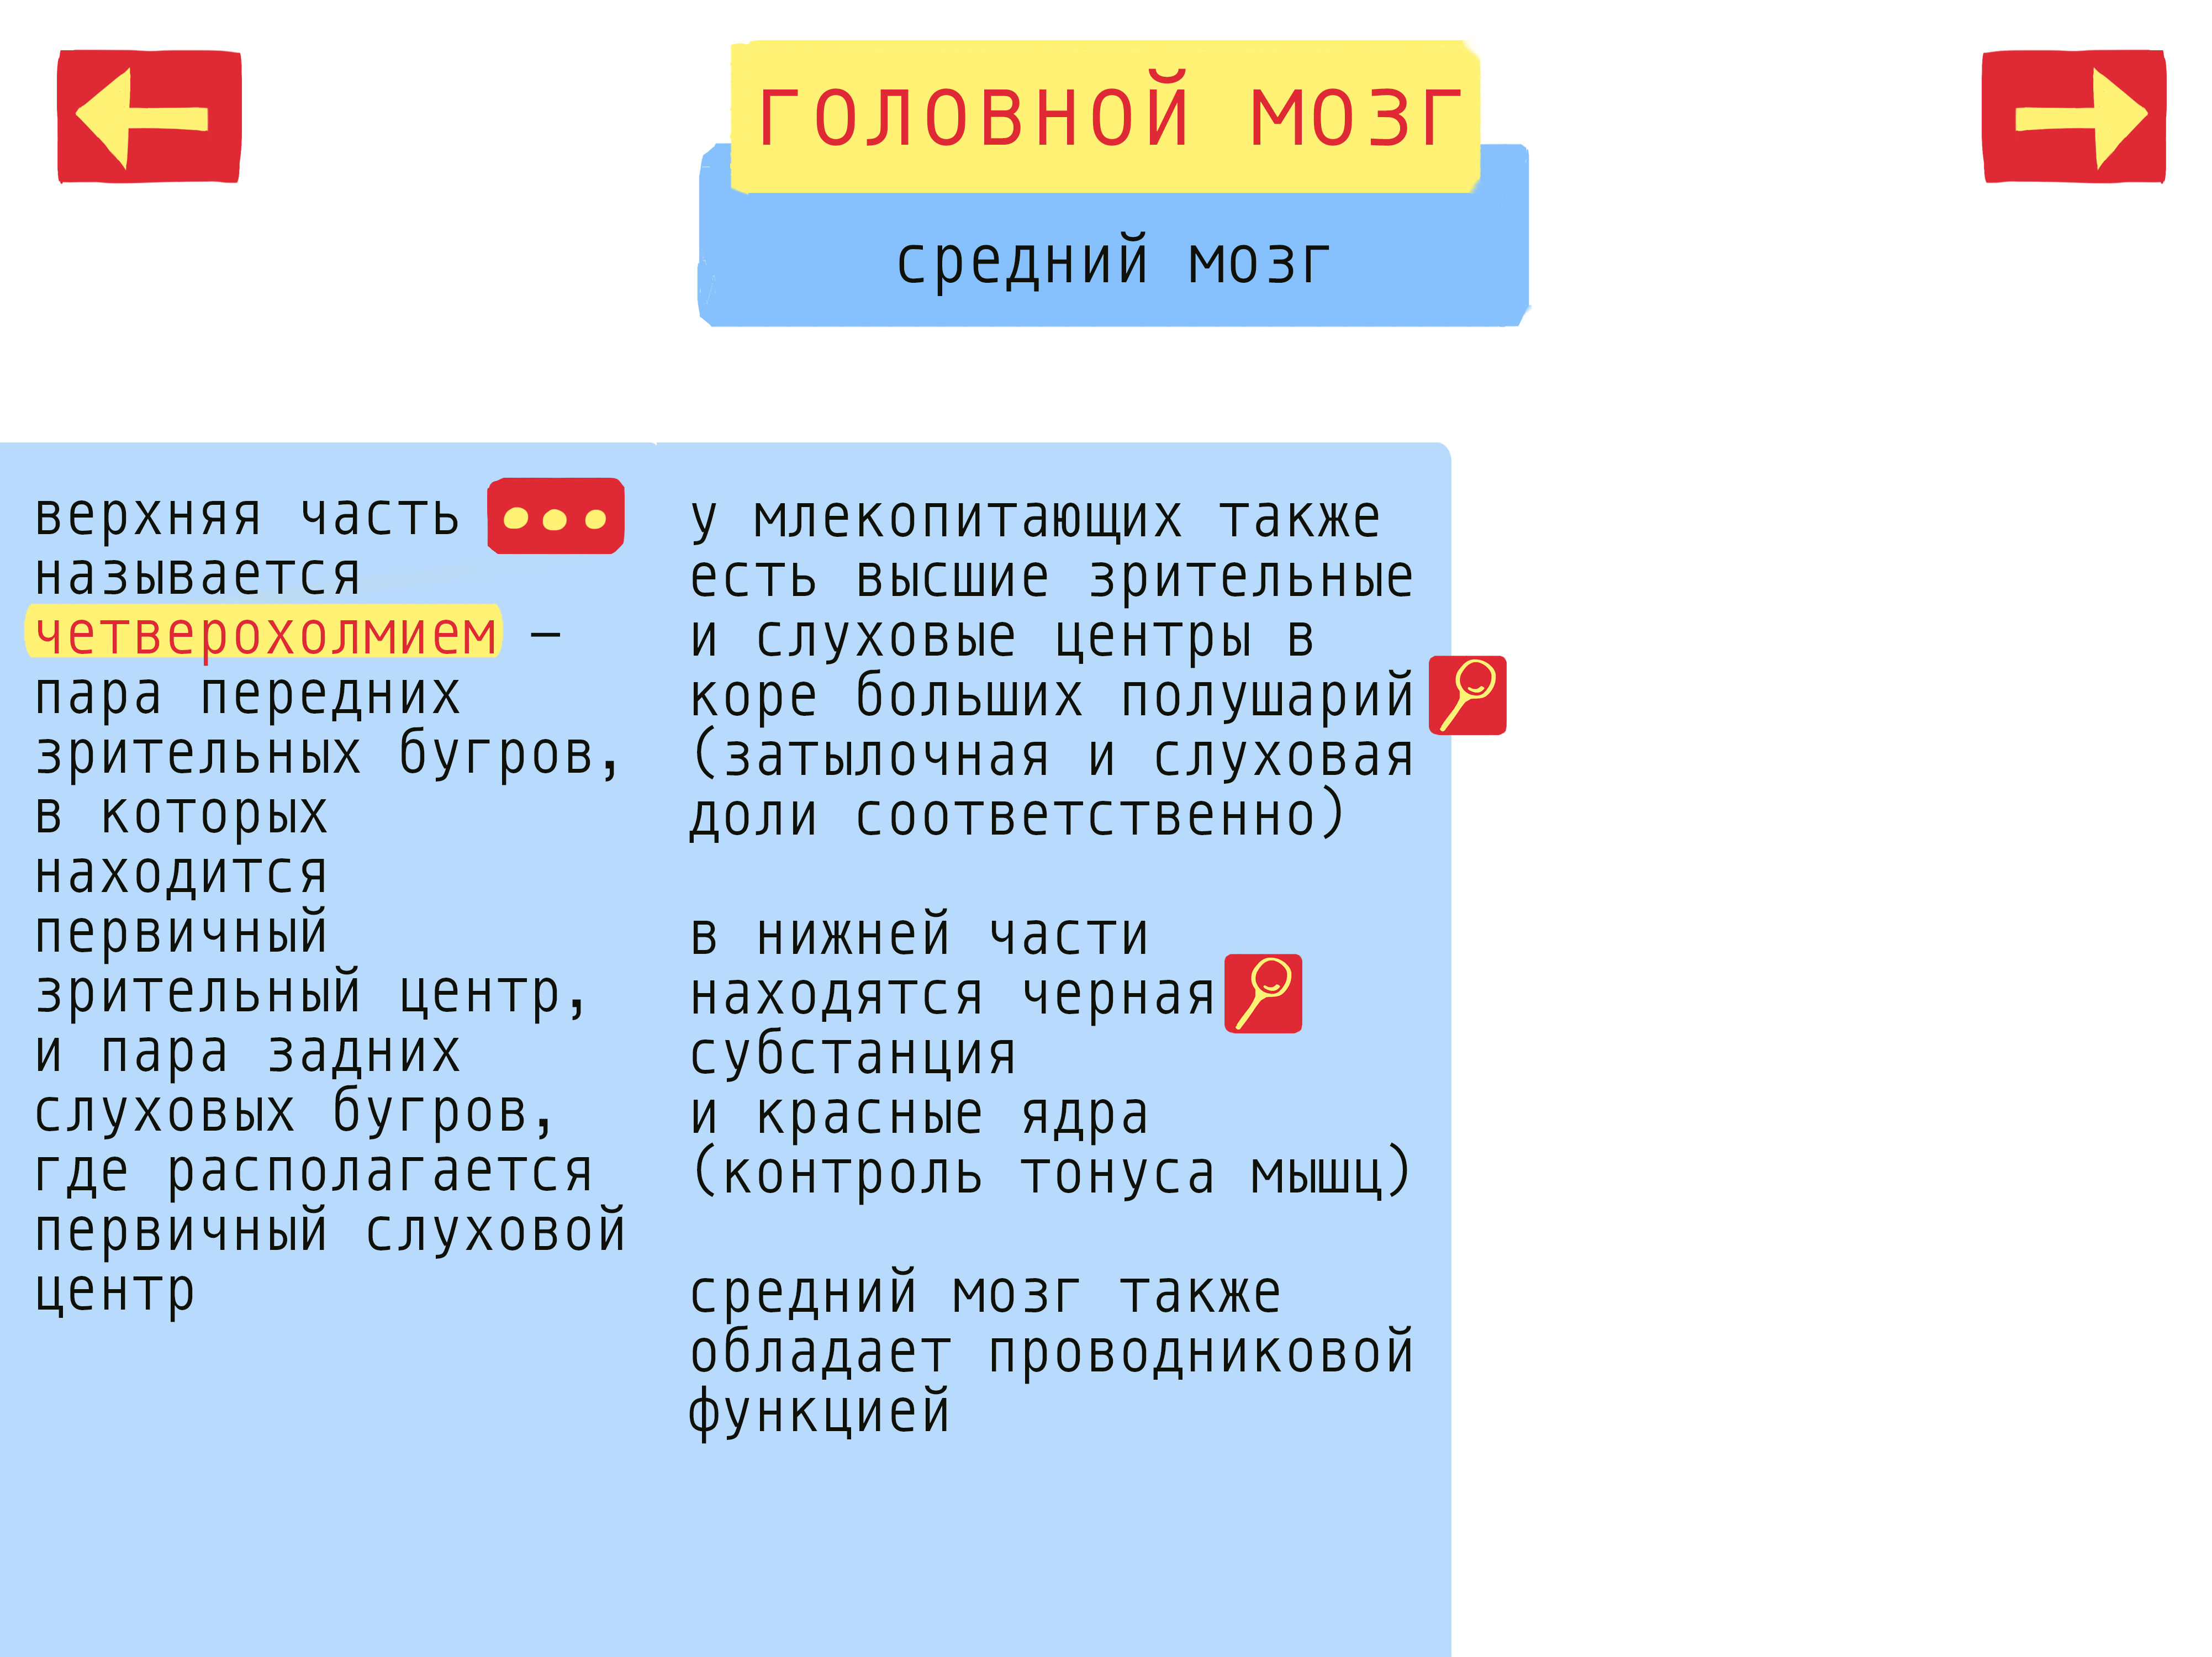 головной мозг
средний мозг
верхняя часть
называется
четверохолмием –
пара передних
зрительных бугров,
в которых
находится
первичный
зрительный центр,
и пара задних
слуховых бугров,
где располагается
первичный слуховой
центр
у млекопитающих также
есть высшие зрительные
и слуховые центры в
коре больших полушарий
(затылочная и слуховая
доли соответственно)
в нижней части
находятся черная
субстанция
и красные ядра
(контроль тонуса мышц)
средний мозг также
обладает проводниковой
функцией